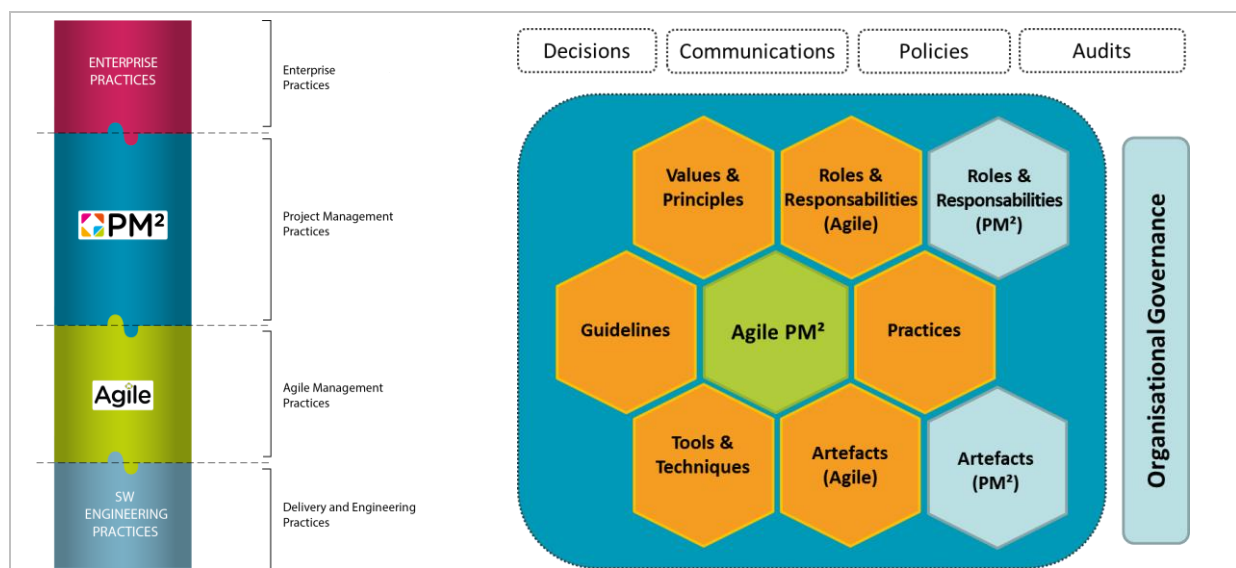 ENTERPRISE
PRACTICES
PM²
Agile
SW
ENGINEERING
PRACTICES
Enterprise
Practices
Project Management
Practices
Agile Management
Practices
Delivery and Engineering
Practices
Decisions
Communications
Policies
Audits
Values &
Principles
Roles &
Responsabilities
(Agile)
Roles &
Responsabilities
(PM²)
Guidelines
Agile PM²
Practices
Tools &
Techniques
Artefacts
(Agile)
Artefacts
(PM²)
Organisational Governance